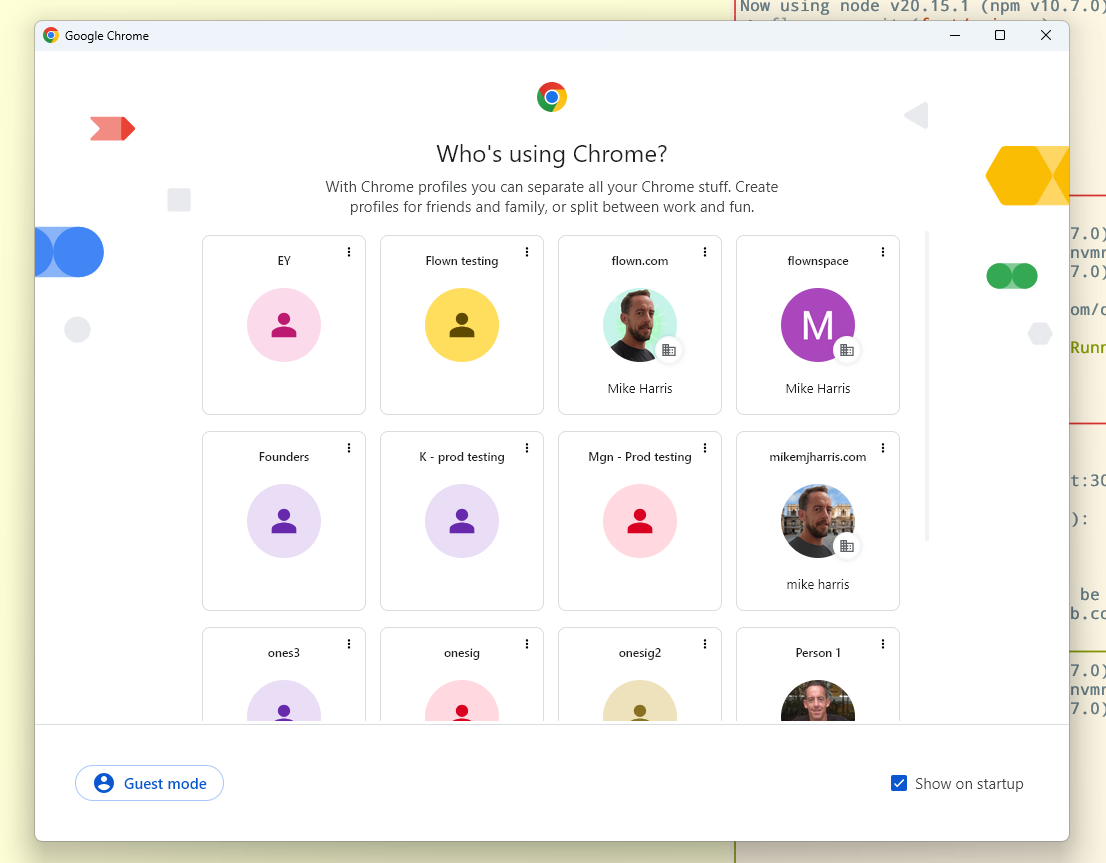 Now using node v20.15.1 (npm v10.7.0)
Google Chrome
Who's using Chrome?
With Chrome profiles you can separate all your Chrome stuff. Create
profiles for friends and family, or split between work and fun.
EY
Flown testing
flown.com
flownspace
M
Mike Harris
Mike Harris
Founders
K - prod testing
Mgn - Prod testing
mikemjharris.com
mike harris
ones3
onesig
onesig2
Person 1
Guest mode
Show on startup
7.0)
nvmr
7.0)
om/c
Runn
t:30
):
be
b.co
7.0)
nvmr
7.0)